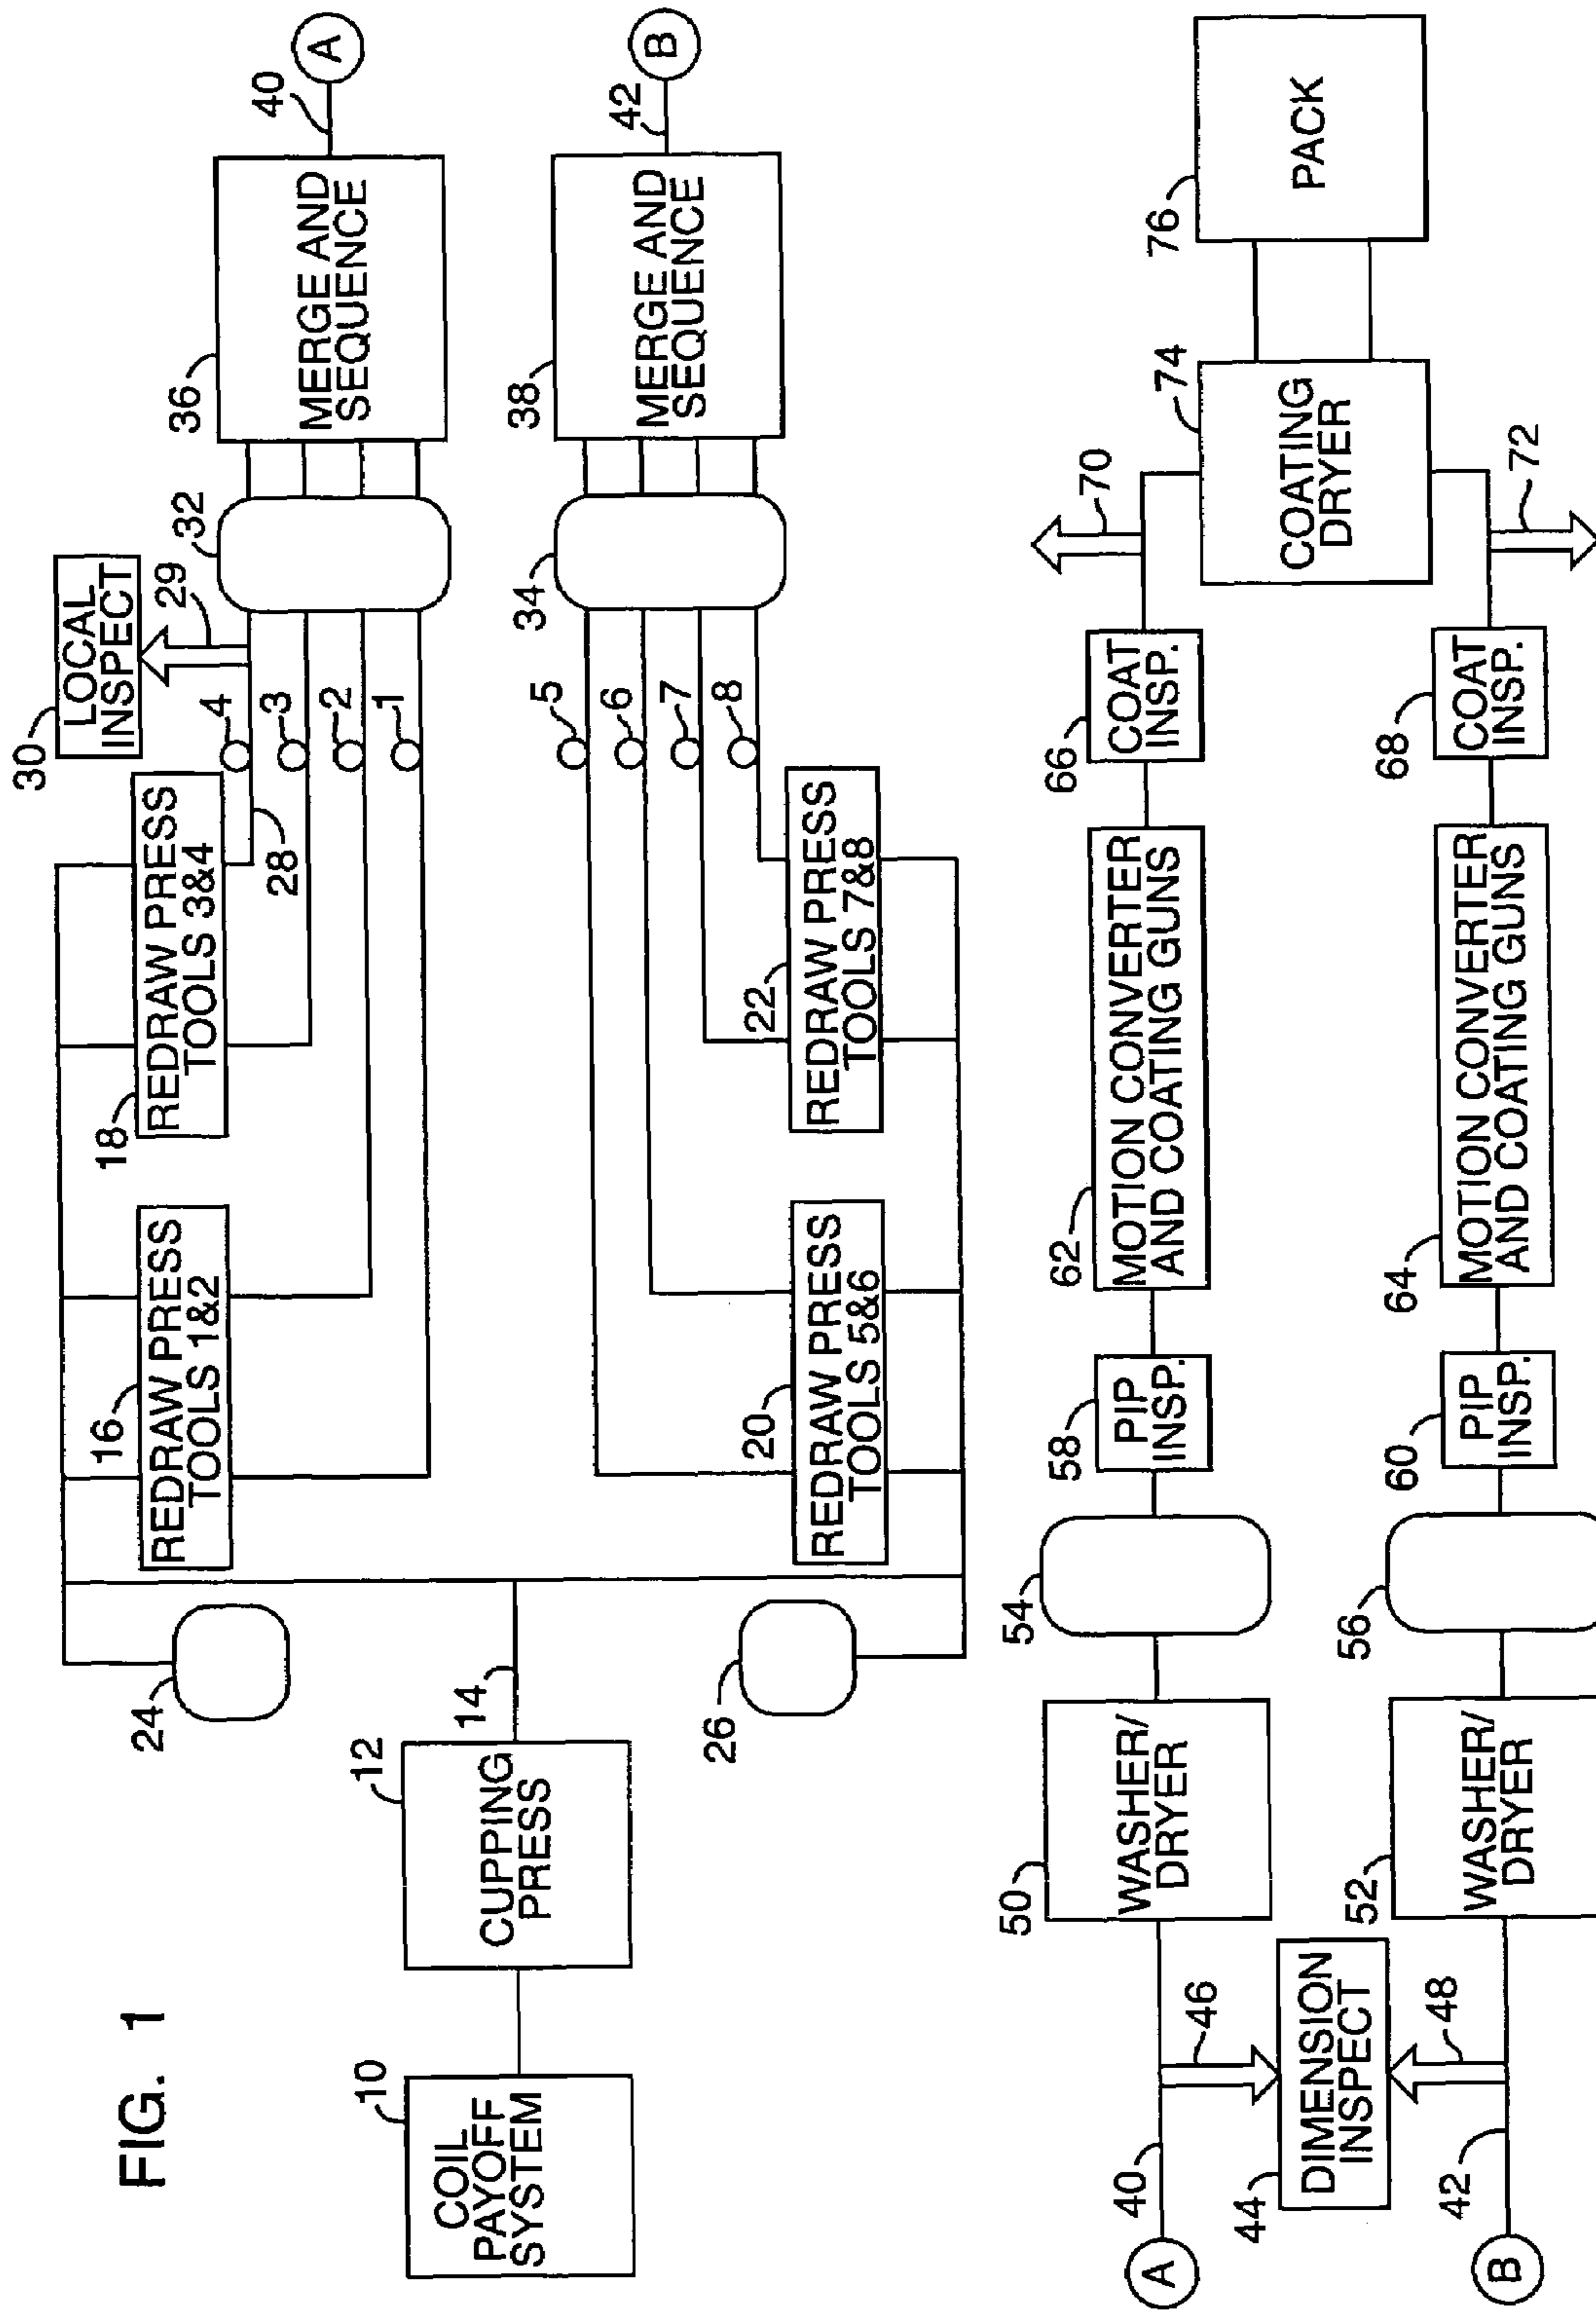 FIG. 1
10
COIL
PAYOFF
SYSTEM
12
CUPPING
PRESS
14
24
26
16
REDRAW PRESS
TOOLS 1&2
18
REDRAW PRESS
TOOLS 3&4
20
REDRAW PRESS
TOOLS 5&6
22
REDRAW PRESS
TOOLS 7&8
28
30
LOCAL
INSPECT
29
4
3
2
1
5
6
7
8
32
34
36
MERGE AND
SEQUENCE
38
MERGE AND
SEQUENCE
40
A
42
B
A
40
B
42
44
DIMENSION
INSPECT
46
48
50
WASHER/
DRYER
52
WASHER/
DRYER
54
56
58
PIP
INSP.
60
PIP
INSP.
62
MOTION CONVERTER
AND COATING GUNS
64
MOTION CONVERTER
AND COATING GUNS
66
COAT
INSP.
68
COAT
INSP.
70
72
74
COATING
DRYER
76
PACK